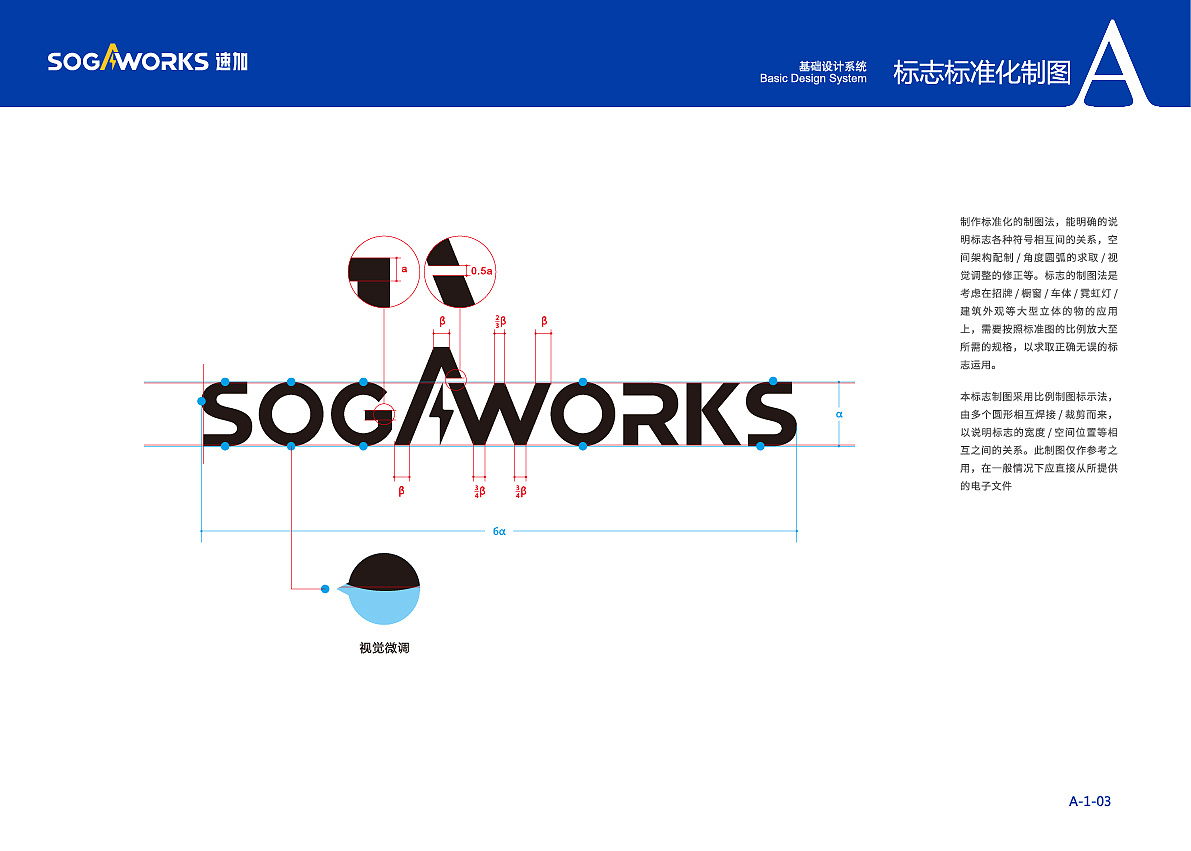 SOGAWORKS 速加
基础设计系统
Basic Design System
标志标准化制图
A
制作标准化的制图法，能明确的说
明标志各种符号相互间的关系，空
间架构配制 / 角度圆弧的求取 / 视
觉调整的修正等。标志的制图法是
考虑在招牌 / 橱窗 / 车体 / 霓虹灯 /
建筑外观等大型立体的物的应用
上，需要按照标准图的比例放大至
所需的规格，以求取正确无误的标
志运用。
本标志制图采用比例制图标示法，
由多个圆形相互焊接 / 裁剪而来，
以说明标志的宽度 / 空间位置等相
互之间的关系。此制图仅作参考之
用，在一般情况下应直接从所提供
的电子文件
a
0.5a
β
2/3β
β
SOGAWORKS
α
β
3/4β
3/4β
6α
视觉微调
A-1-03